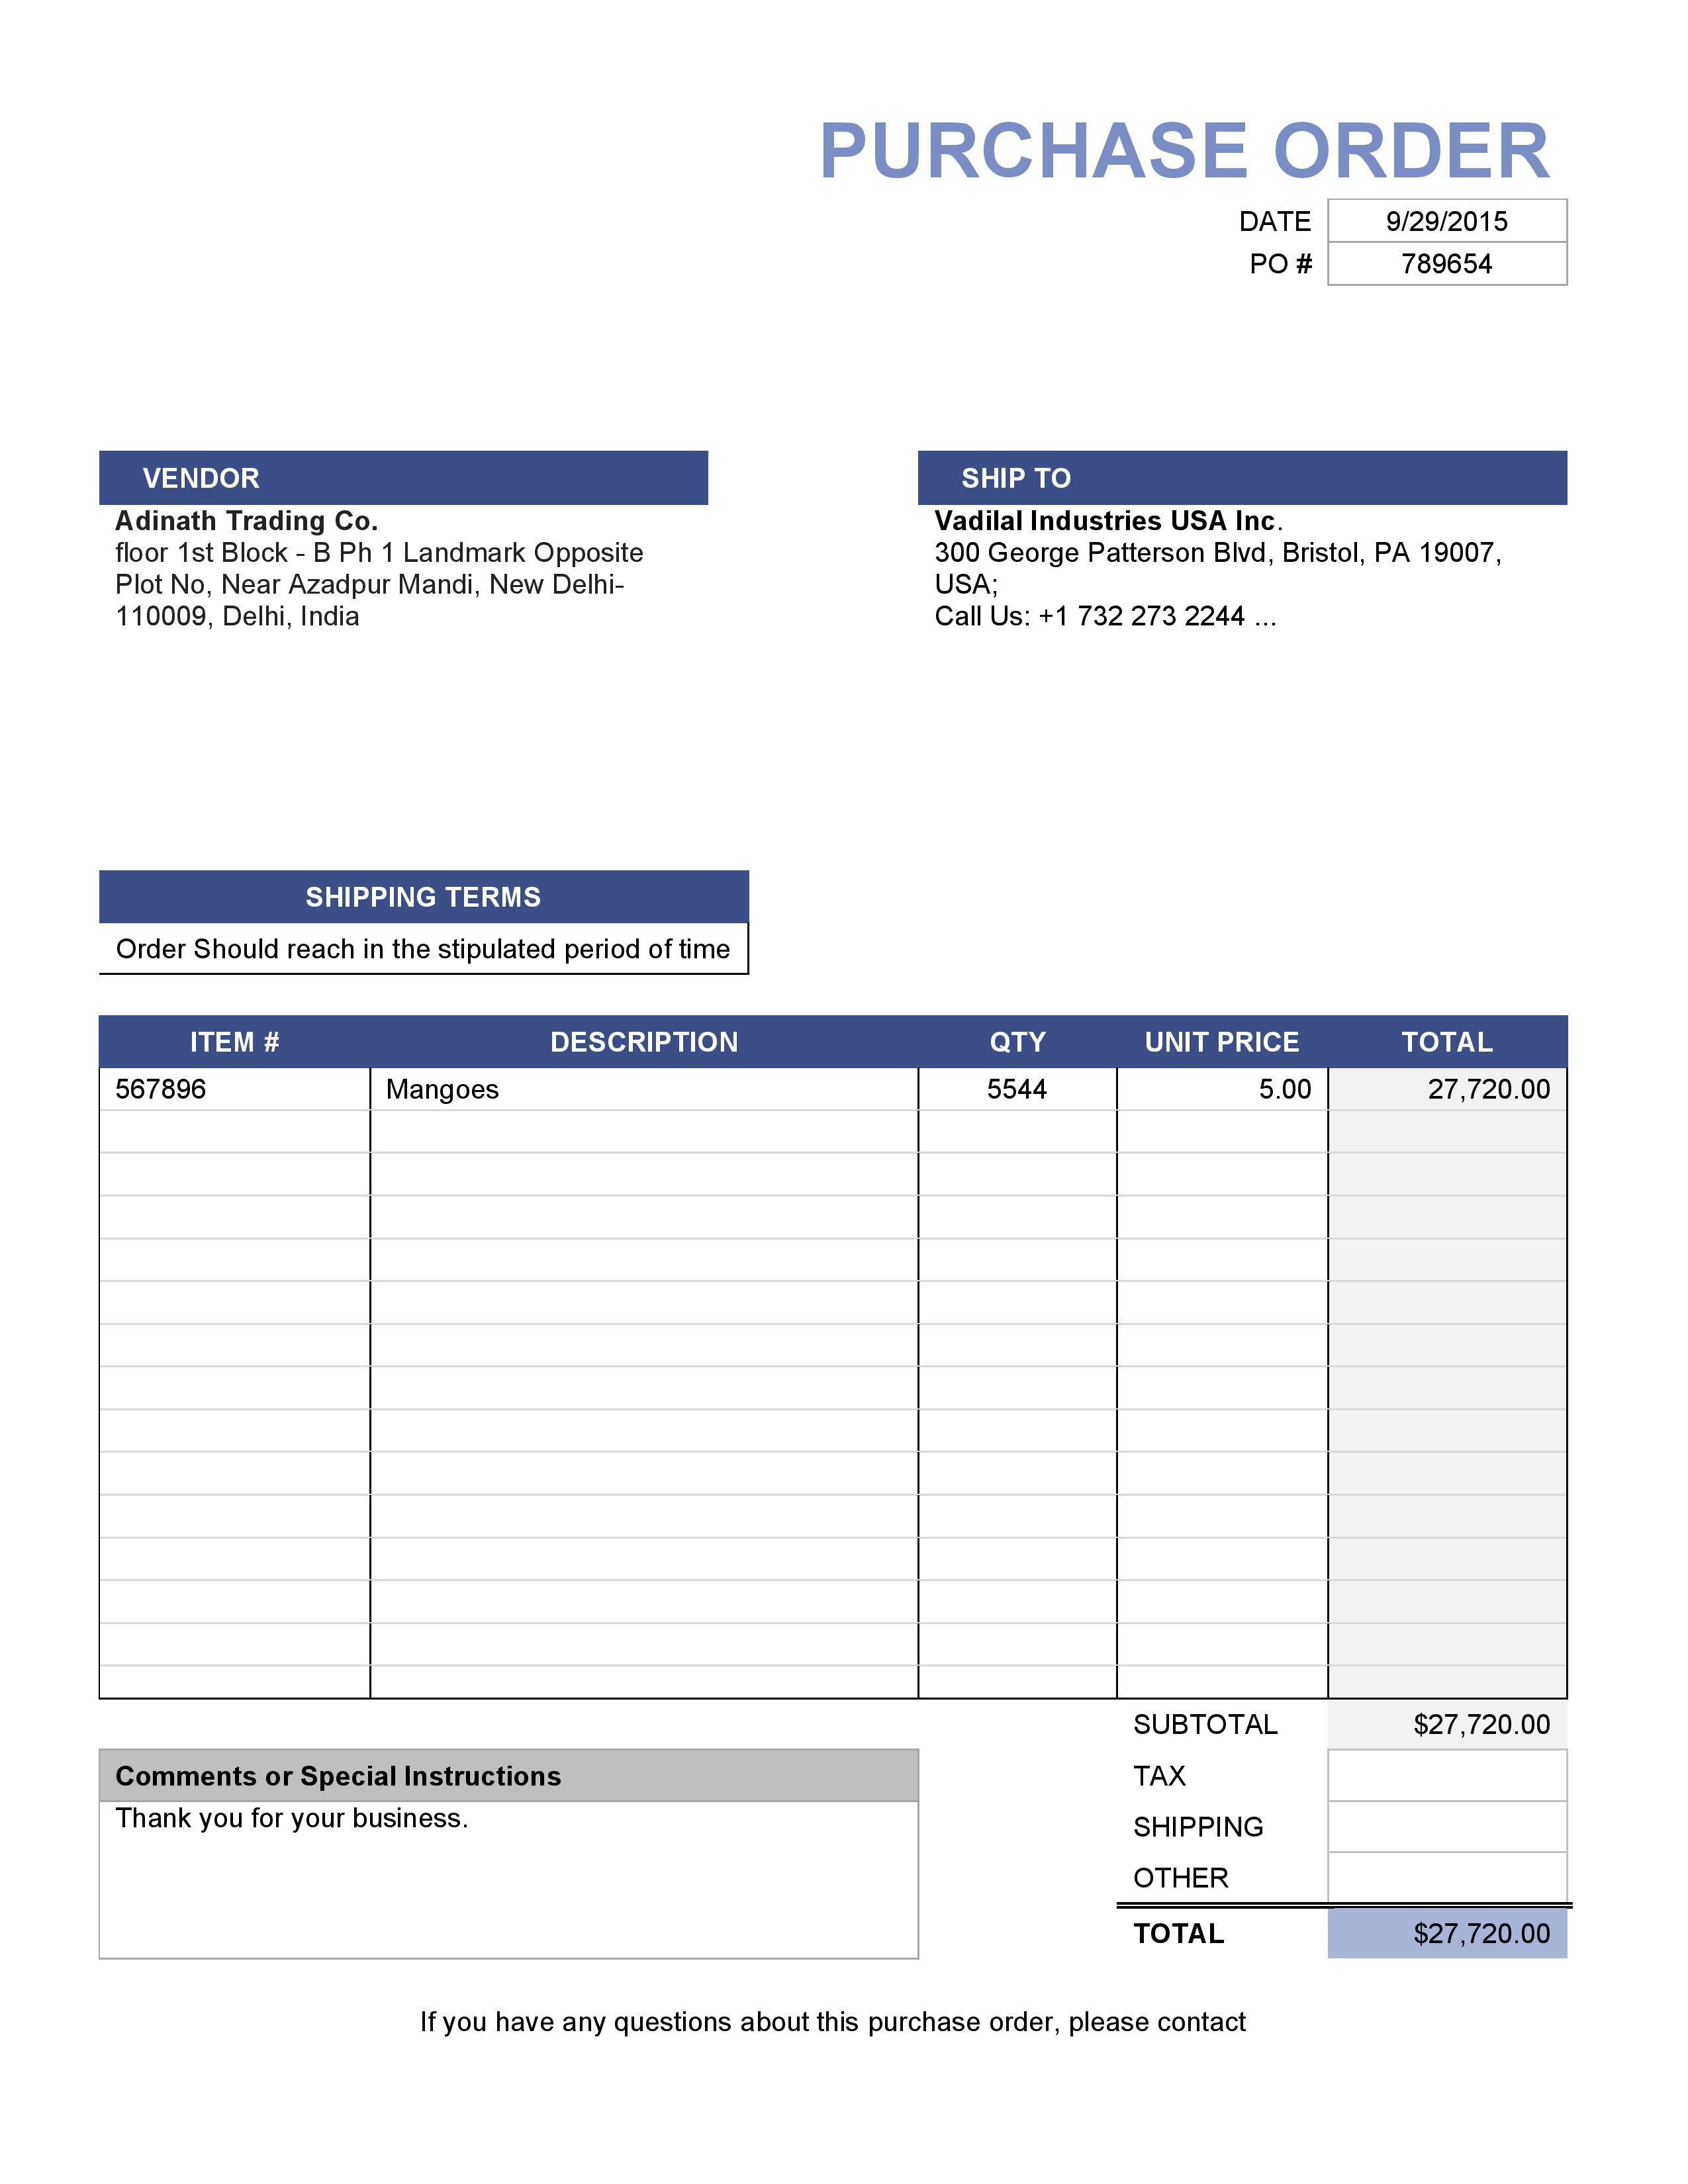 PURCHASE ORDER
DATE 9/29/2015
PO # 789654
VENDOR
Adinath Trading Co.
floor 1st Block - B Ph 1 Landmark Opposite
Plot No, Near Azadpur Mandi, New Delhi-
110009, Delhi, India
SHIP TO
Vadilal Industries USA Inc.
300 George Patterson Blvd, Bristol, PA 19007,
USA;
Call Us: +1 732 273 2244 ...
SHIPPING TERMS
Order Should reach in the stipulated period of time
ITEM # DESCRIPTION QTY UNIT PRICE TOTAL
567896 Mangoes 5544 5.00 27,720.00
SUBTOTAL $27,720.00
TAX
SHIPPING
OTHER
TOTAL $27,720.00
Comments or Special Instructions
Thank you for your business.
If you have any questions about this purchase order, please contact